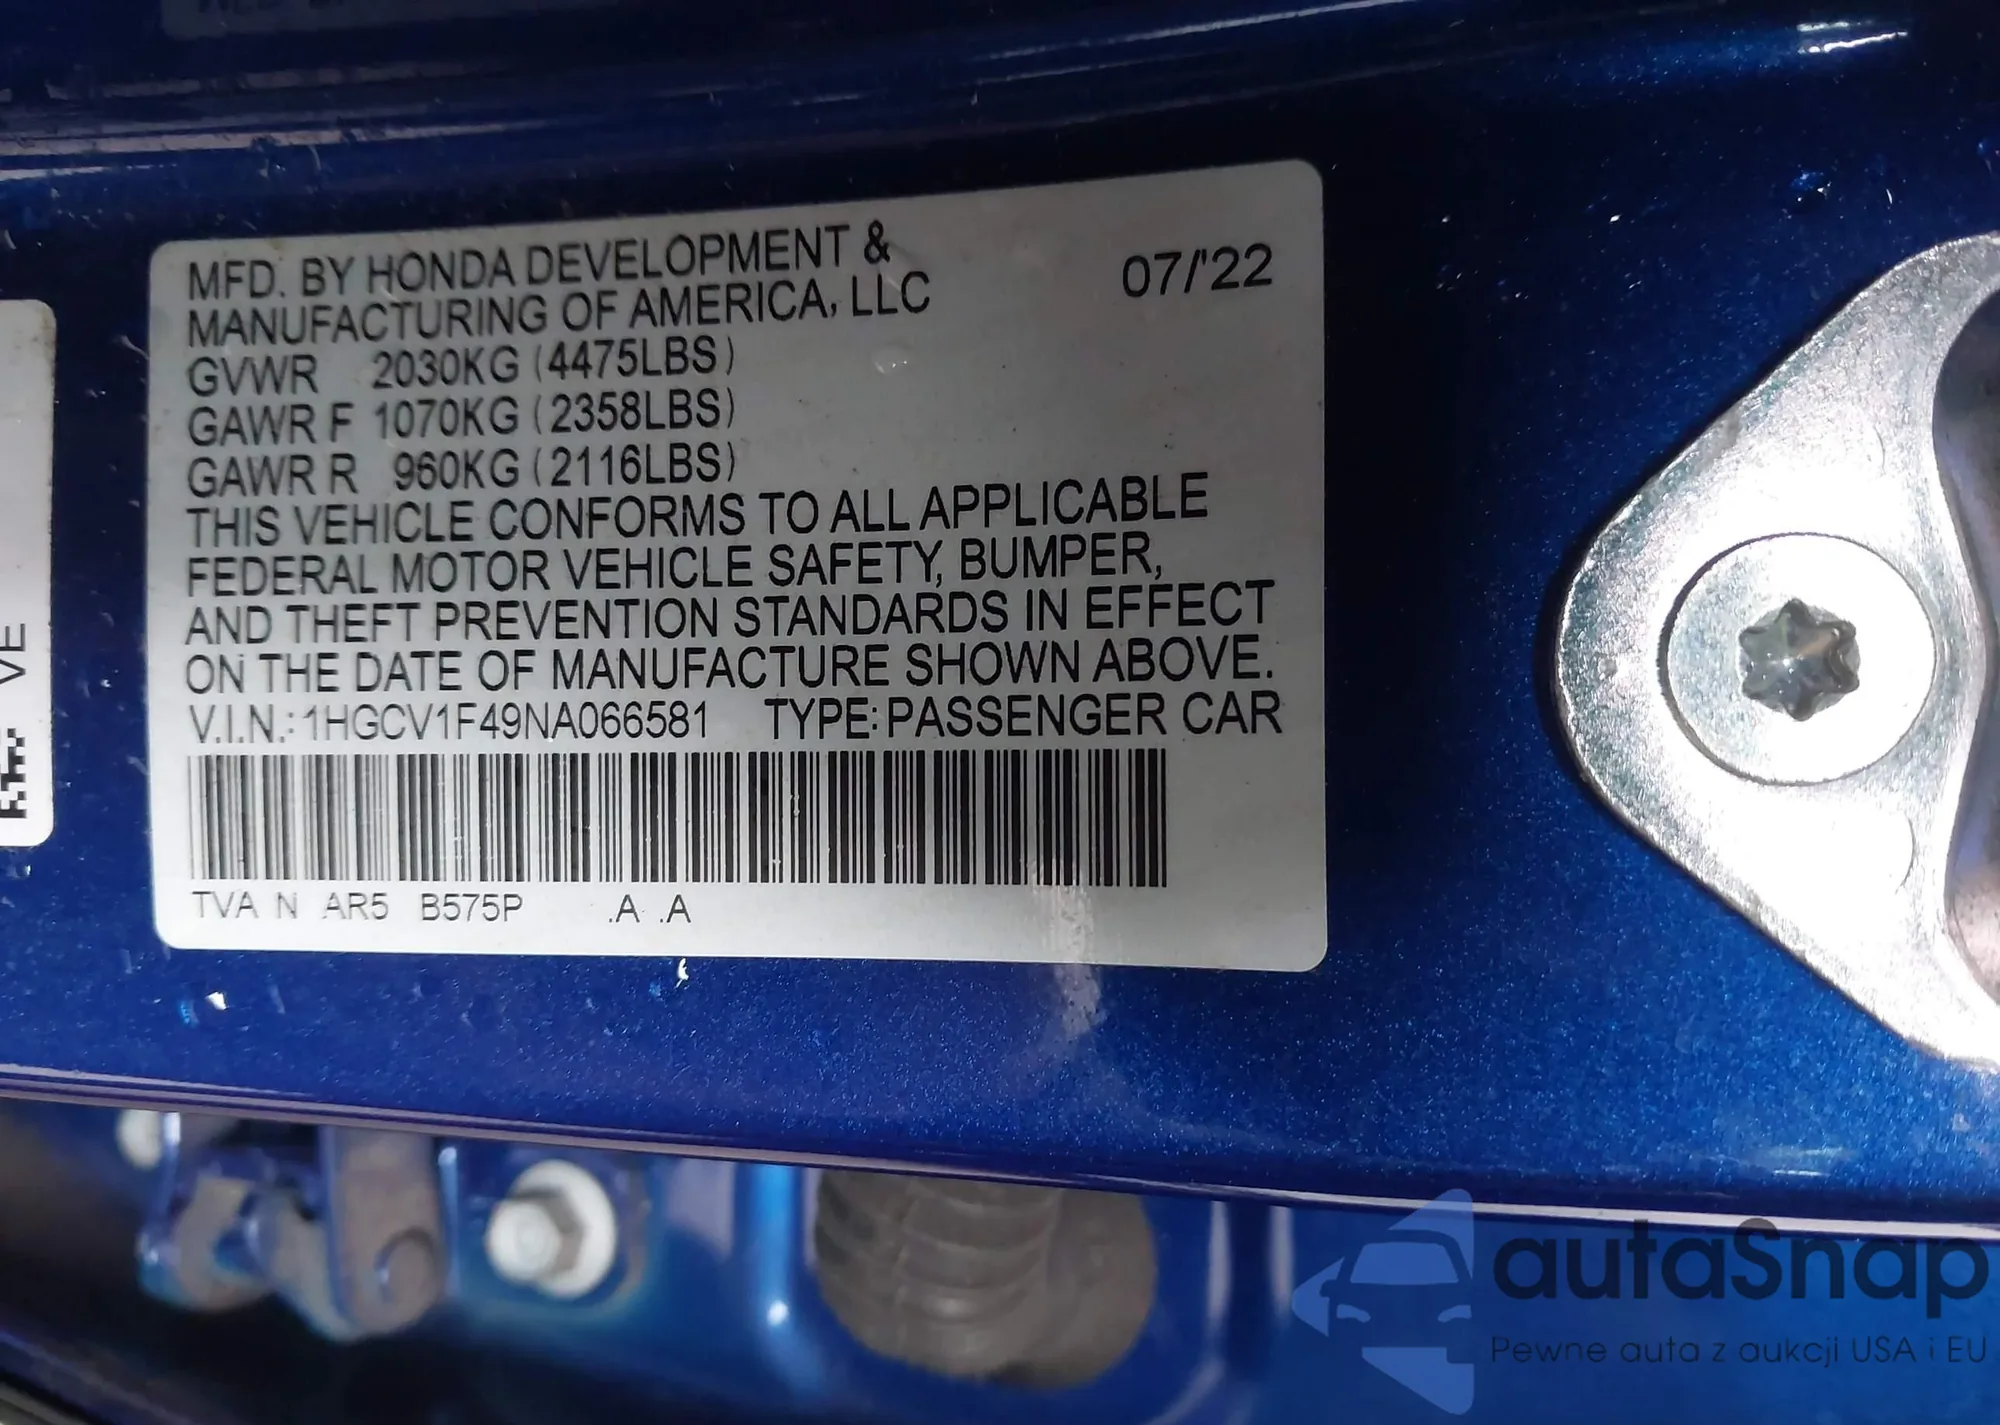 MFD. BY HONDA DEVELOPMENT &
MANUFACTURING OF AMERICA, LLC
07/'22
GVWR 2030KG (4475LBS)
GAWR F 1070KG (2358LBS)
GAWR R 960KG (2116LBS)
THIS VEHICLE CONFORMS TO ALL APPLICABLE
FEDERAL MOTOR VEHICLE SAFETY, BUMPER,
AND THEFT PREVENTION STANDARDS IN EFFECT
ON THE DATE OF MANUFACTURE SHOWN ABOVE.
V.I.N.: 1HGCV1F49NA066581 TYPE: PASSENGER CAR
TVA N AR5 B575P .A .A
VE
autaSnap
Pewne auta z aukcji USA i EU